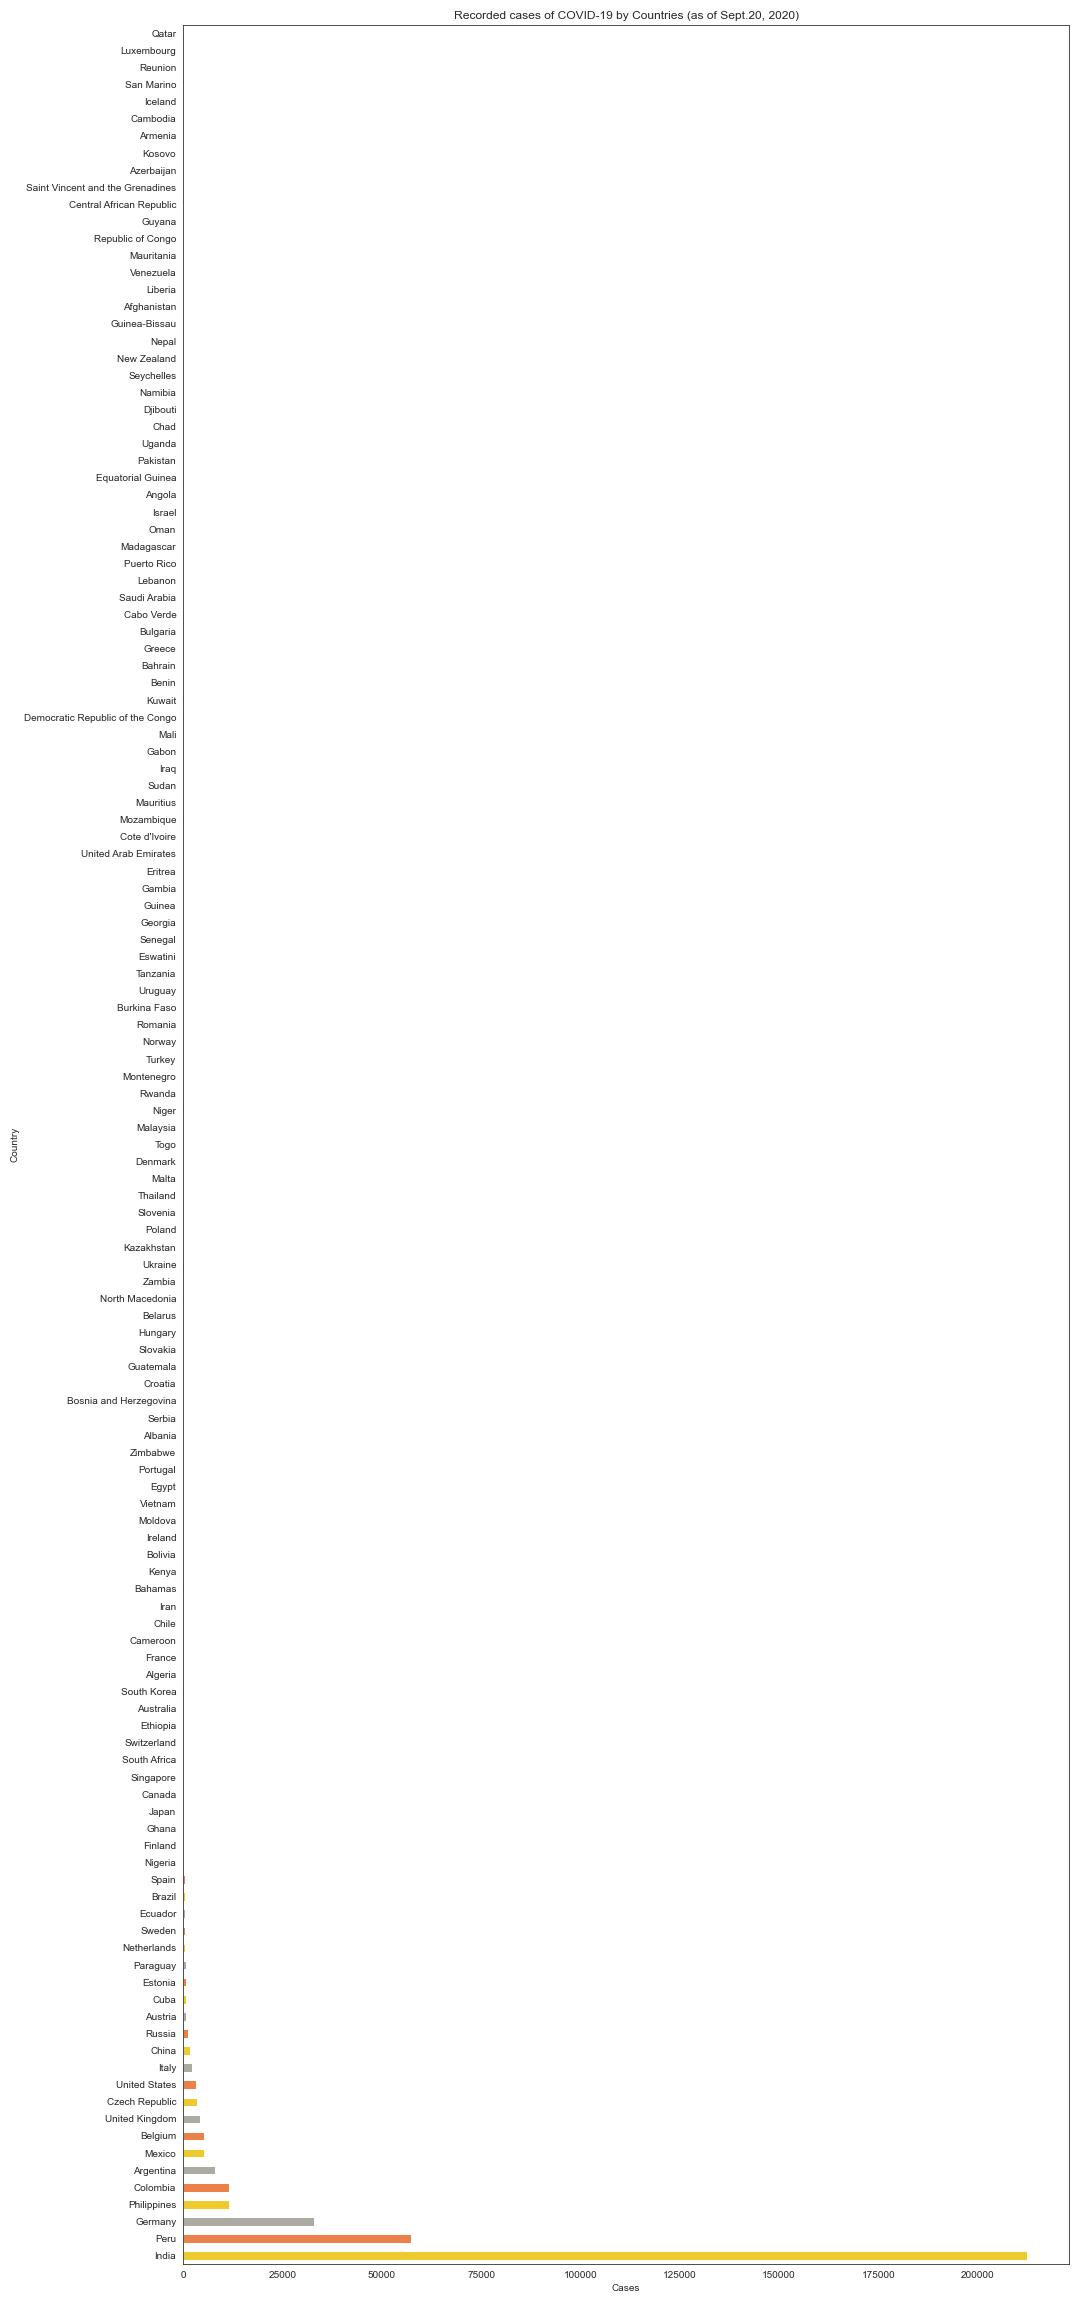 Recorded cases of COVID-19 by Countries (as of Sept.20, 2020)
Qatar
Luxembourg
Reunion
San Marino
Iceland
Cambodia
Armenia
Kosovo
Azerbaijan
Saint Vincent and the Grenadines
Central African Republic
Guyana
Republic of Congo
Mauritania
Venezuela
Liberia
Afghanistan
Guinea-Bissau
Nepal
New Zealand
Seychelles
Namibia
Djibouti
Chad
Uganda
Pakistan
Equatorial Guinea
Angola
Israel
Oman
Madagascar
Puerto Rico
Lebanon
Saudi Arabia
Cabo Verde
Bulgaria
Greece
Bahrain
Benin
Kuwait
Democratic Republic of the Congo
Mali
Gabon
Iraq
Sudan
Mauritius
Mozambique
Cote d'Ivoire
United Arab Emirates
Eritrea
Gambia
Guinea
Georgia
Senegal
Eswatini
Tanzania
Uruguay
Burkina Faso
Romania
Norway
Turkey
Montenegro
Rwanda
Niger
Malaysia
Togo
Denmark
Malta
Thailand
Slovenia
Poland
Kazakhstan
Ukraine
Zambia
North Macedonia
Belarus
Hungary
Slovakia
Guatemala
Croatia
Bosnia and Herzegovina
Serbia
Albania
Zimbabwe
Portugal
Egypt
Vietnam
Moldova
Ireland
Bolivia
Kenya
Bahamas
Iran
Chile
Cameroon
France
Algeria
South Korea
Australia
Ethiopia
Switzerland
South Africa
Singapore
Canada
Japan
Ghana
Finland
Nigeria
Spain
Brazil
Ecuador
Sweden
Netherlands
Paraguay
Estonia
Cuba
Austria
Russia
China
Italy
United States
Czech Republic
United Kingdom
Belgium
Mexico
Argentina
Colombia
Philippines
Germany
Peru
India
Country
0 25000 50000 75000 100000 125000 150000 175000 200000
Cases